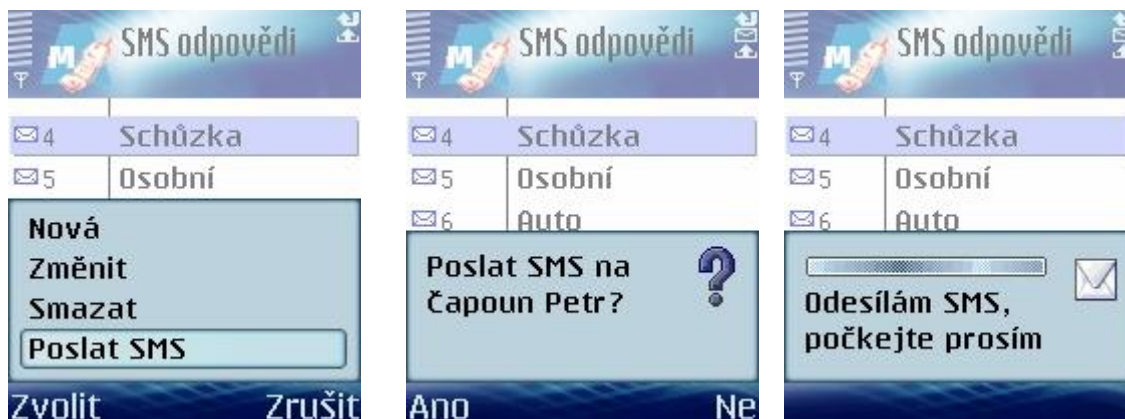 SMS odpovědi
4 Schůzka
5 Osobní
Nová
Změnit
Smazat
Poslat SMS
Zvolit Zrušit
SMS odpovědi
4 Schůzka
5 Osobní
6 Auto
Poslat SMS na
čapoun Petr?
Ano Ne
SMS odpovědi
4 Schůzka
5 Osobní
6 Auto
Odesílám SMS,
počkejte prosím